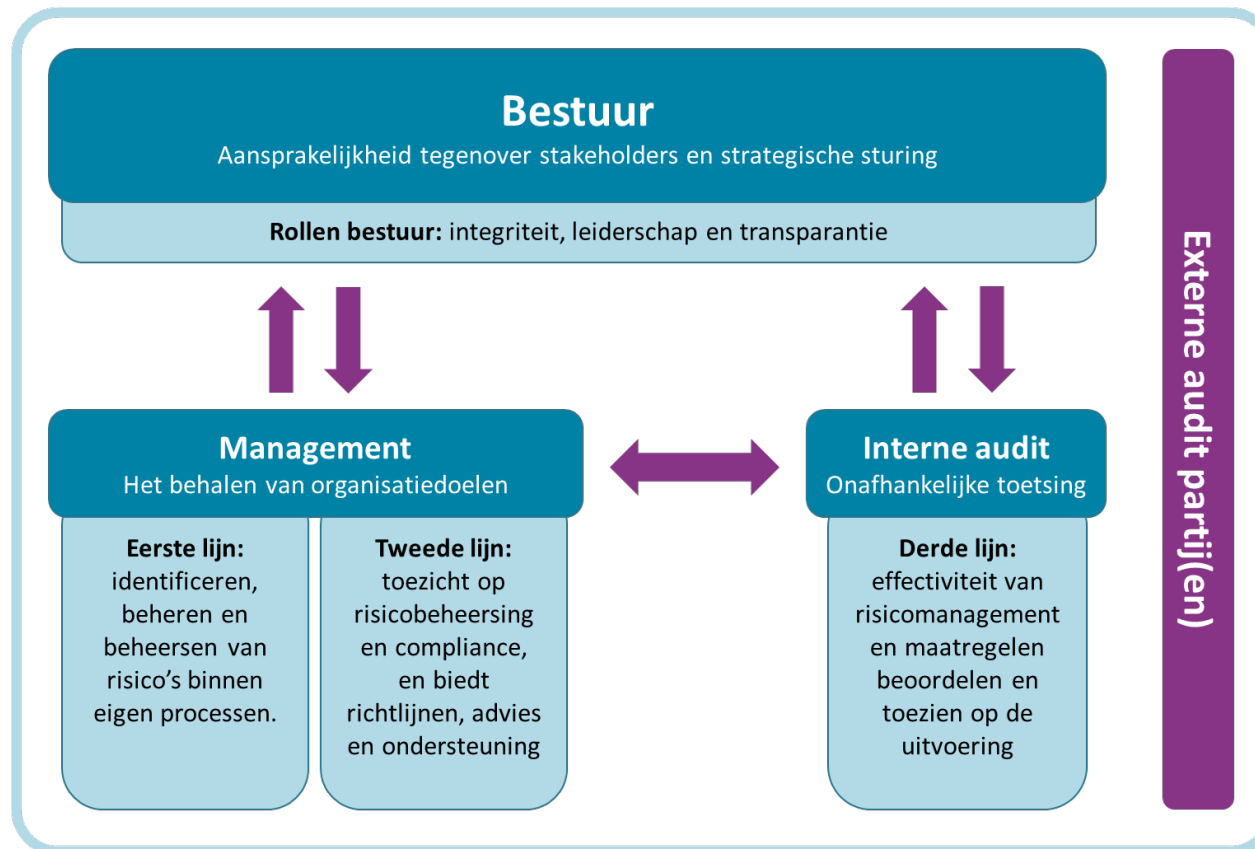 Bestuur
Aansprakelijkheid tegenover stakeholders en strategische sturing
Rollen bestuur: integriteit, leiderschap en transparantie
Management
Het behalen van organisatiedoelen
Eerste lijn:
identificeren,
beheren en
beheersen van
risico's binnen
eigen processen.
Tweede lijn:
toezicht op
risicobeheersing
en compliance,
en biedt
richtlijnen, advies
en ondersteuning
Interne audit
Onafhankelijke toetsing
Derde lijn:
effectiviteit van
risicomanagement
en maatregelen
beoordelen en
toezien op de
uitvoering
Externe audit partij(en)